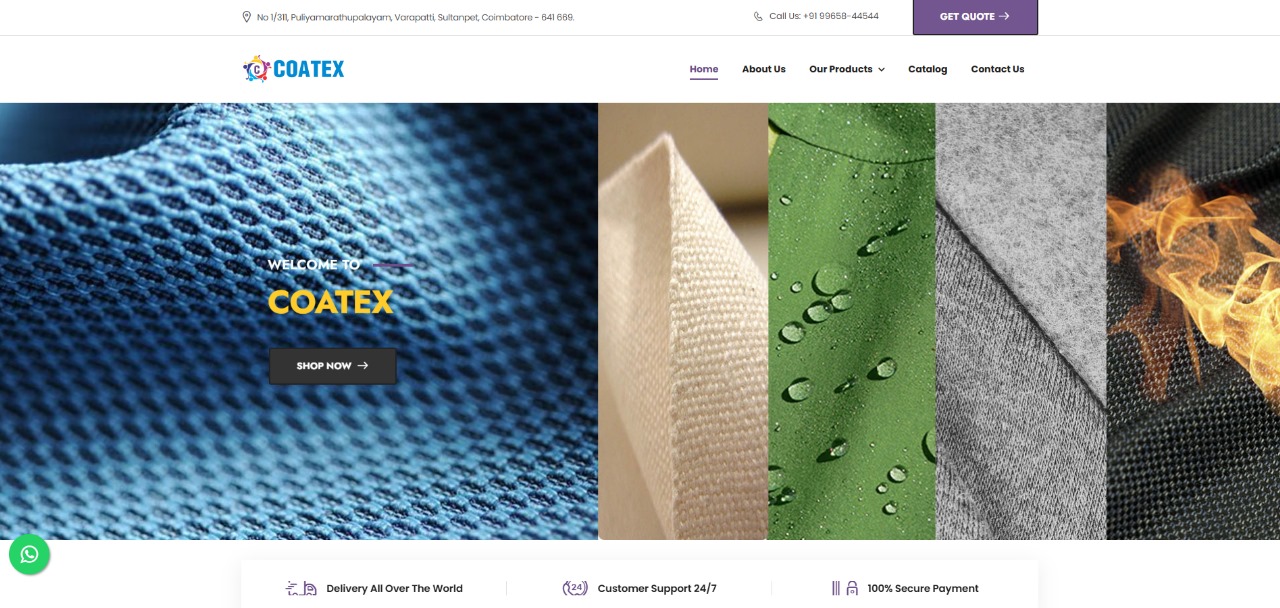 No 1/311, Puliyamarathupalayam, Varapatti, Sultanpet, Coimbatore - 641 669.
Call Us: +91 99658-44544
GET QUOTE
C COATEX
Home
About Us
Our Products
Catalog
Contact Us
WELCOME TO
COATEX
SHOP NOW
Delivery All Over The World
24
Customer Support 24/7
100% Secure Payment